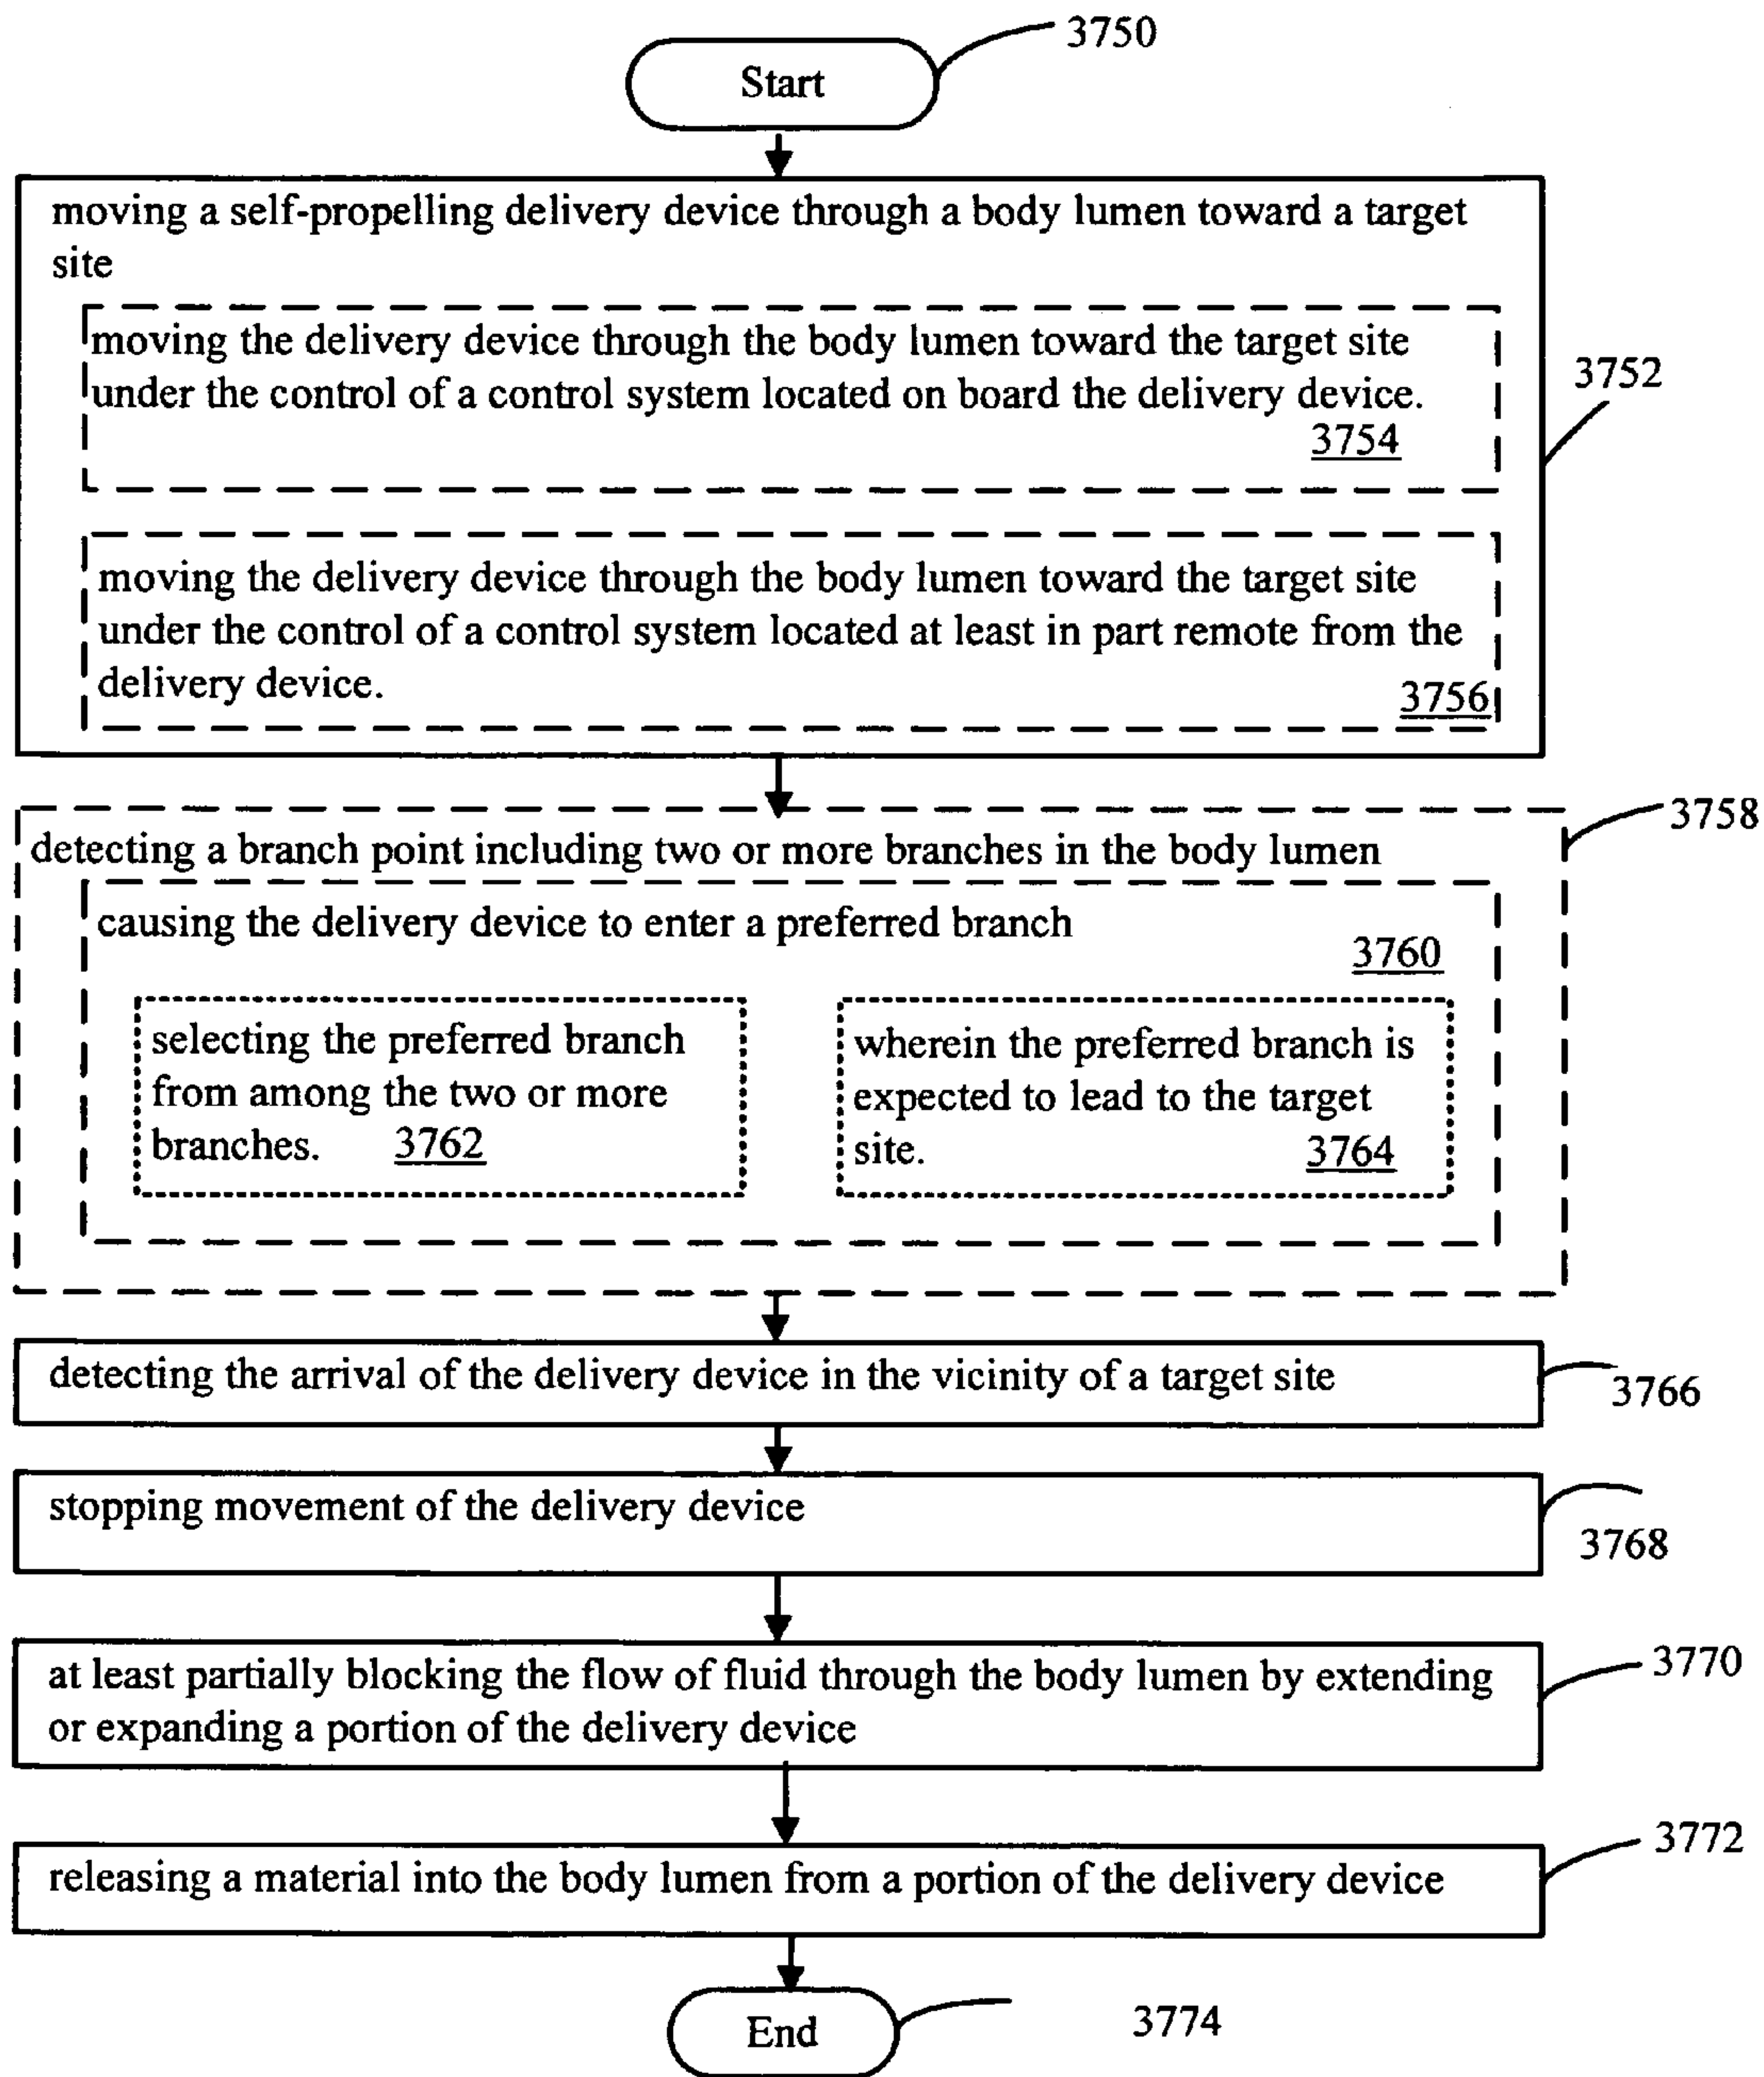 3750
Start
moving a self-propelling delivery device through a body lumen toward a target
site
moving the delivery device through the body lumen toward the target site
under the control of a control system located on board the delivery device.
3754
3752
moving the delivery device through the body lumen toward the target site
under the control of a control system located at least in part remote from the
delivery device.
3756
3758
detecting a branch point including two or more branches in the body lumen
causing the delivery device to enter a preferred branch
3760
selecting the preferred branch
from among the two or more
branches. 3762
wherein the preferred branch is
expected to lead to the target
site. 3764
detecting the arrival of the delivery device in the vicinity of a target site
3766
stopping movement of the delivery device
3768
at least partially blocking the flow of fluid through the body lumen by extending
or expanding a portion of the delivery device
3770
releasing a material into the body lumen from a portion of the delivery device
3772
End
3774